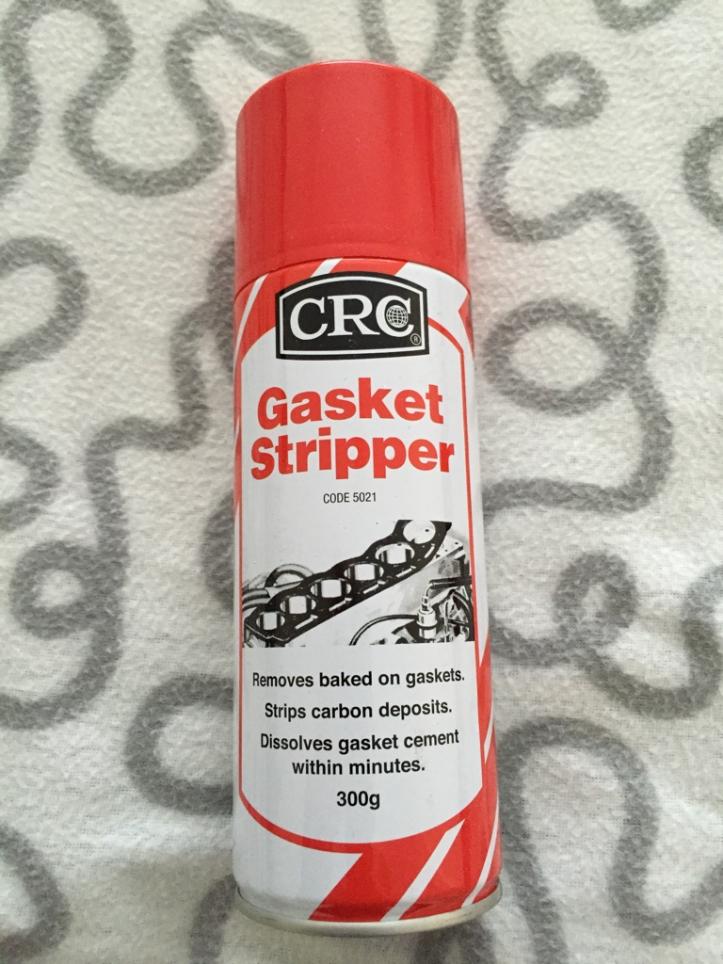 CRC
®
Gasket
Stripper
CODE 5021
Removes baked on gaskets.
Strips carbon deposits.
Dissolves gasket cement
within minutes.
300g